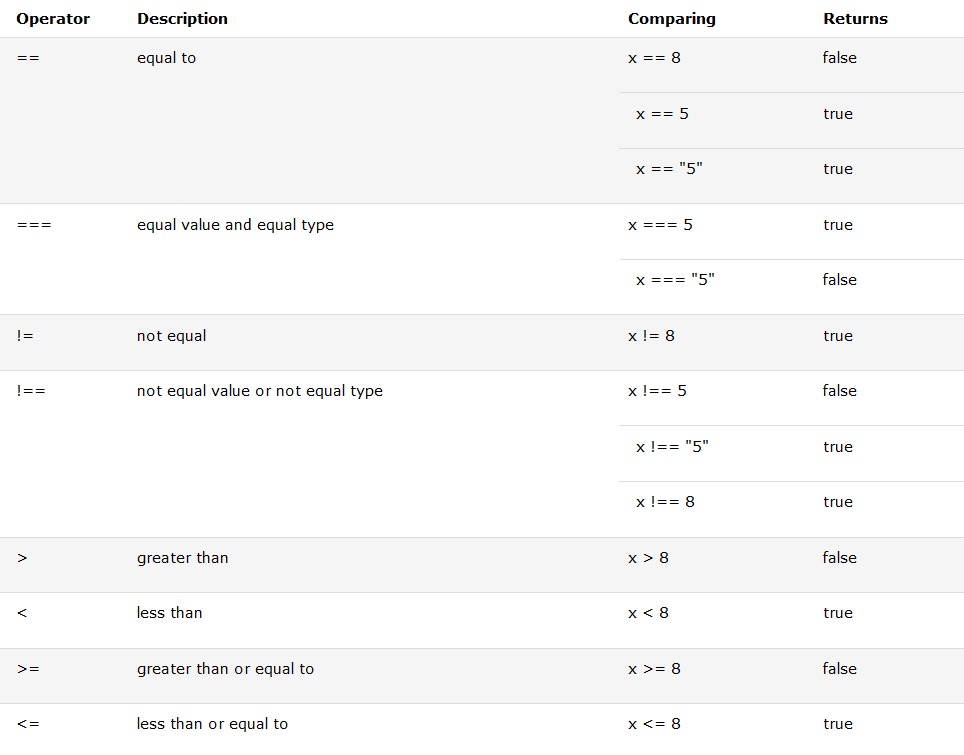 Operator Description Comparing Returns
== equal to x == 8 false
x == 5 true
x == "5" true
=== equal value and equal type x === 5 true
x === "5" false
!= not equal x != 8 true
!== not equal value or not equal type x !== 5 false
x !== "5" true
x !== 8 true
> greater than x > 8 false
< less than x < 8 true
>= greater than or equal to x >= 8 false
<= less than or equal to x <= 8 true